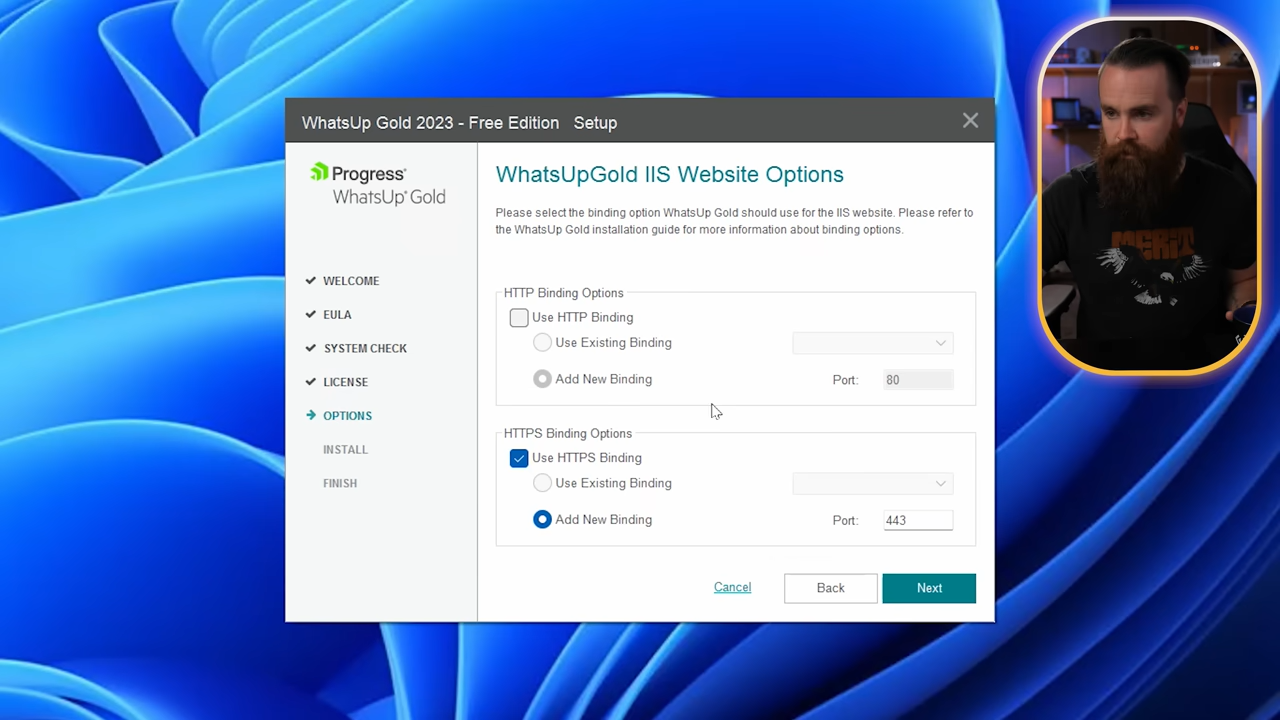 WhatsUp Gold 2023 - Free Edition Setup
Progress®
WhatsUp® Gold
WELCOME
EULA
SYSTEM CHECK
LICENSE
OPTIONS
INSTALL
FINISH
WhatsUpGold IIS Website Options
Please select the binding option WhatsUp Gold should use for the IIS website. Please refer to
the WhatsUp Gold installation guide for more information about binding options.
HTTP Binding Options
Use HTTP Binding
Use Existing Binding
Add New Binding Port: 80
HTTPS Binding Options
Use HTTPS Binding
Use Existing Binding
Add New Binding Port: 443
Cancel Back Next
MERIT